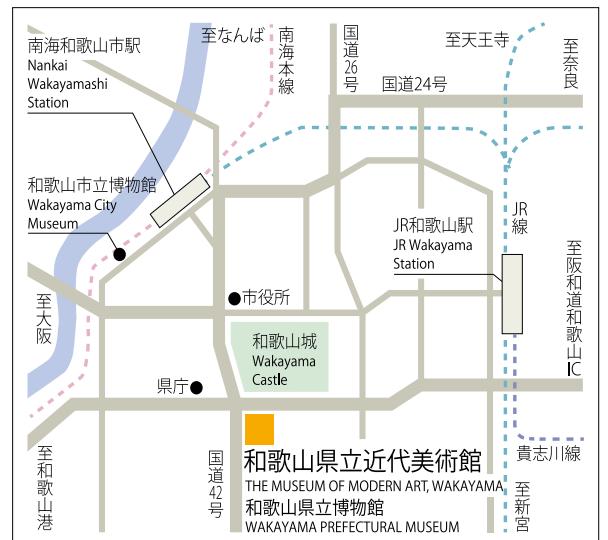 至なんば
南海本線
国道26号
至天王寺
至奈良
国道24号
南海和歌山市駅
Nankai
Wakayamashi
Station
和歌山市立博物館
Wakayama City
Museum
JR線
JR和歌山駅
JR Wakayama
Station
至阪和道和歌山IC
至大阪
市役所
和歌山城
Wakayama
Castle
県庁
至和歌山港
国道42号
和歌山県立近代美術館
THE MUSEUM OF MODERN ART, WAKAYAMA
和歌山県立博物館
WAKAYAMA PREFECTURAL MUSEUM
貴志川線
至新宮